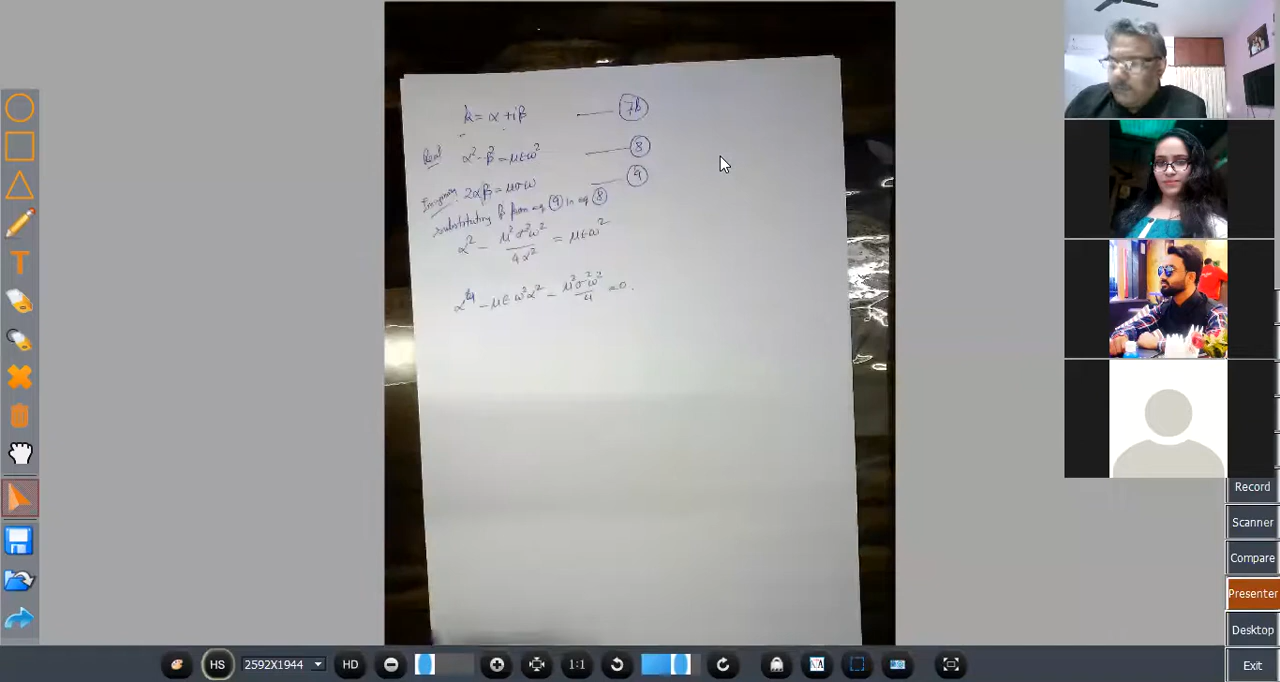 k = α + iβ —— 7b
Real α² - β² = μϵω² —— 8
Imaginary 2αβ = μσω —— 9
substituting β from eq 9 in eq 8
α² - μ²σ²ω² / 4α² = μϵω²
α⁴ - μϵω²α² - μ²σ²ω² / 4 = 0.
T
Record
Scanner
Compare
Presenter
Desktop
Exit
HS
2592X1944
HD
1:1